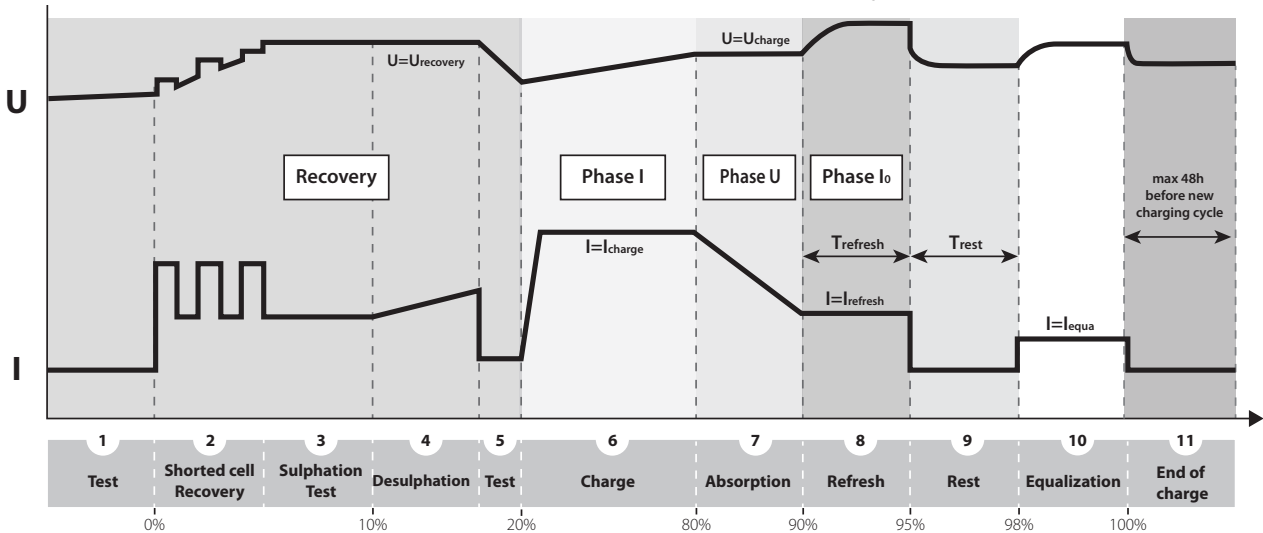 U
U=Urecovery
U=Ucharge
Recovery
Phase I
Phase U
Phase I0
max 48h
before new
charging cycle
I=Icharge
Trefresh
Trest
I=Irefresh
I=Iequa
I
1
2
3
4
5
6
7
8
9
10
11
Test
Shorted cell
Recovery
Sulphation
Test
Desulphation
Test
Charge
Absorption
Refresh
Rest
Equalization
End of
charge
0%
10%
20%
80%
90%
95%
98%
100%